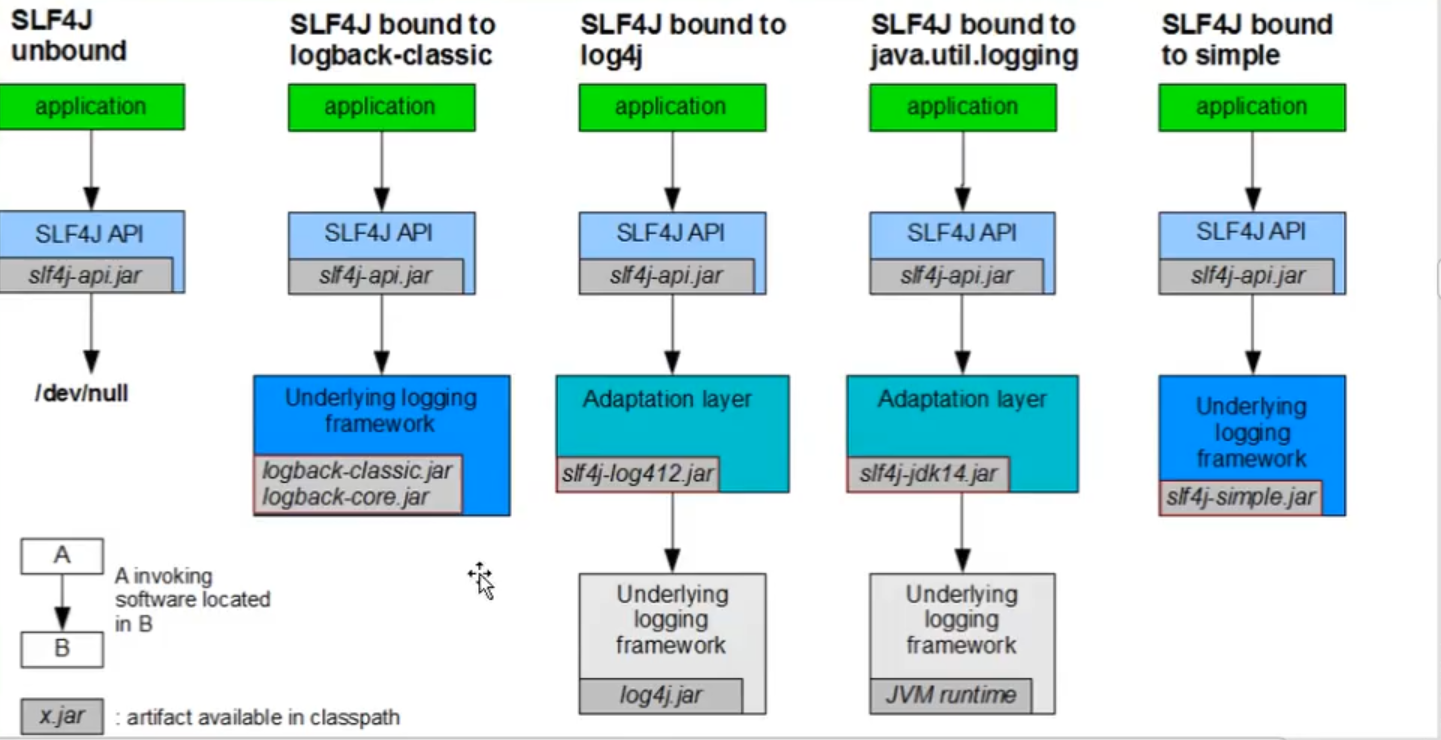 SLF4J
unbound
application
SLF4J API
slf4j-api.jar
/dev/null
SLF4J bound to
logback-classic
application
SLF4J API
slf4j-api.jar
Underlying logging
framework
logback-classic.jar
logback-core.jar
SLF4J bound to
log4j
application
SLF4J API
slf4j-api.jar
Adaptation layer
slf4j-log412.jar
Underlying
logging
framework
log4j.jar
SLF4J bound to
java.util.logging
application
SLF4J API
slf4j-api.jar
Adaptation layer
slf4j-jdk14.jar
Underlying
logging
framework
JVM runtime
SLF4J bound
to simple
application
SLF4J API
slf4j-api.jar
Underlying
logging
framework
slf4j-simple.jar
A
B
A invoking
software located
in B
x.jar
: artifact available in classpath